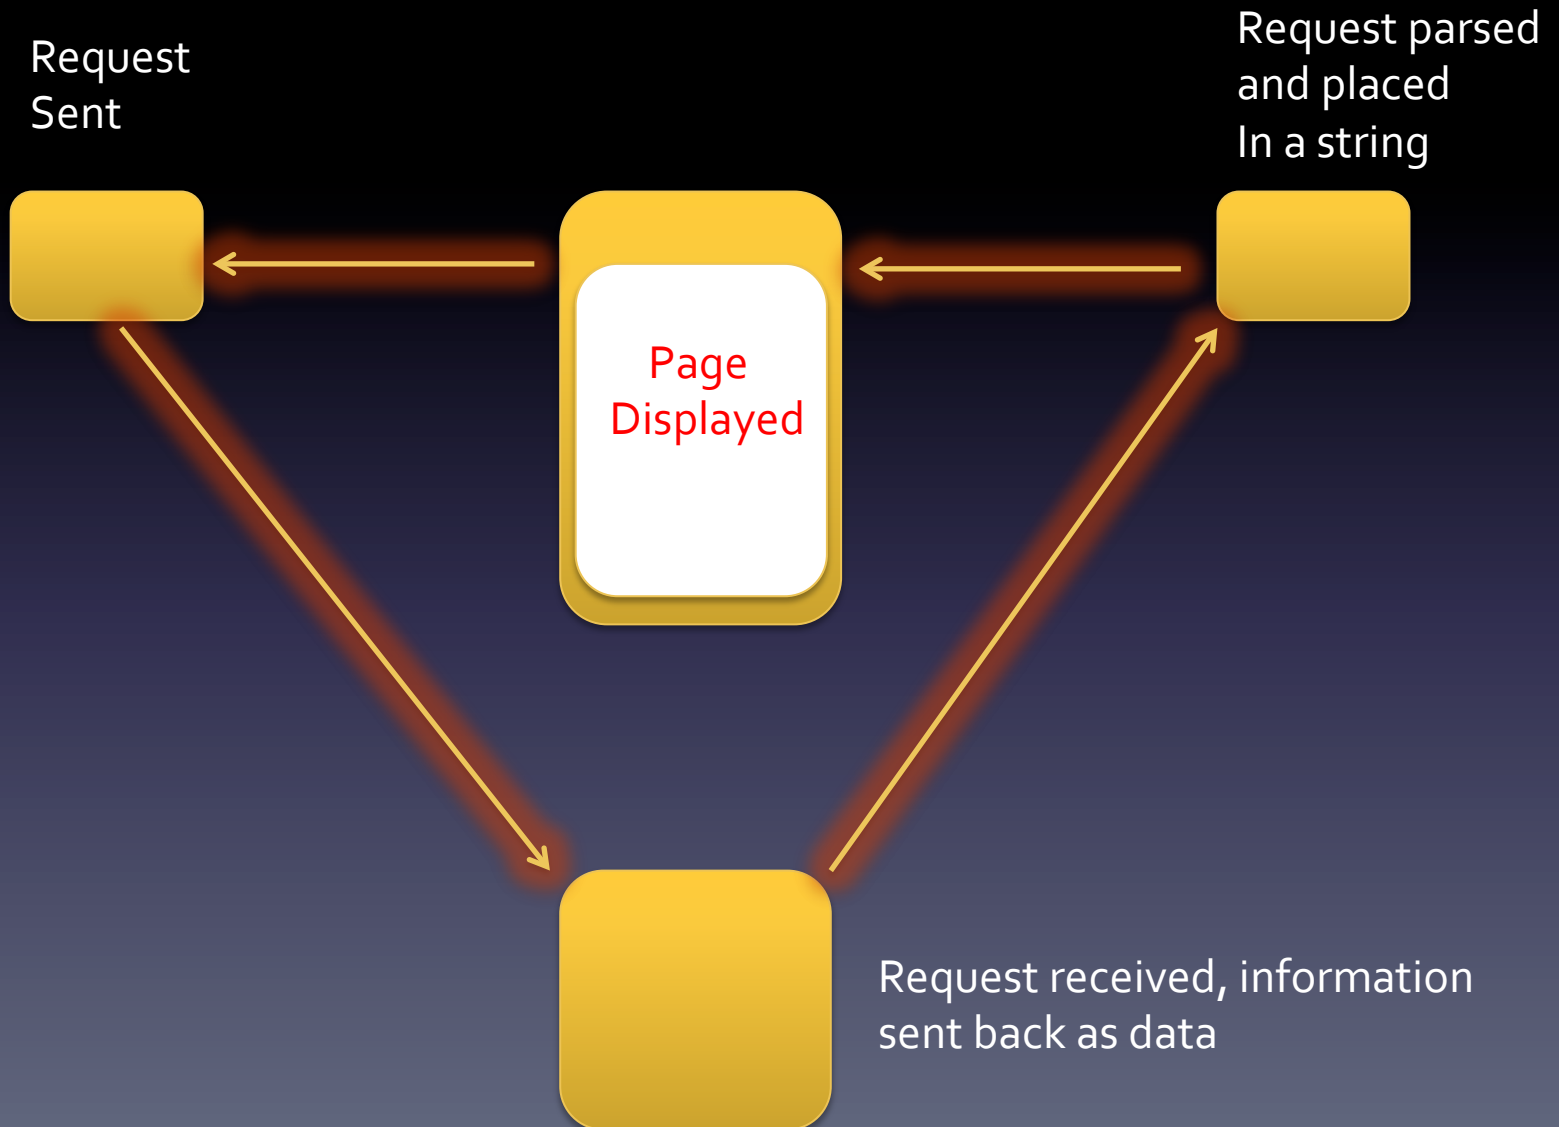 Request
Sent
Request parsed
and placed
In a string
Page
Displayed
Request received, information
sent back as data